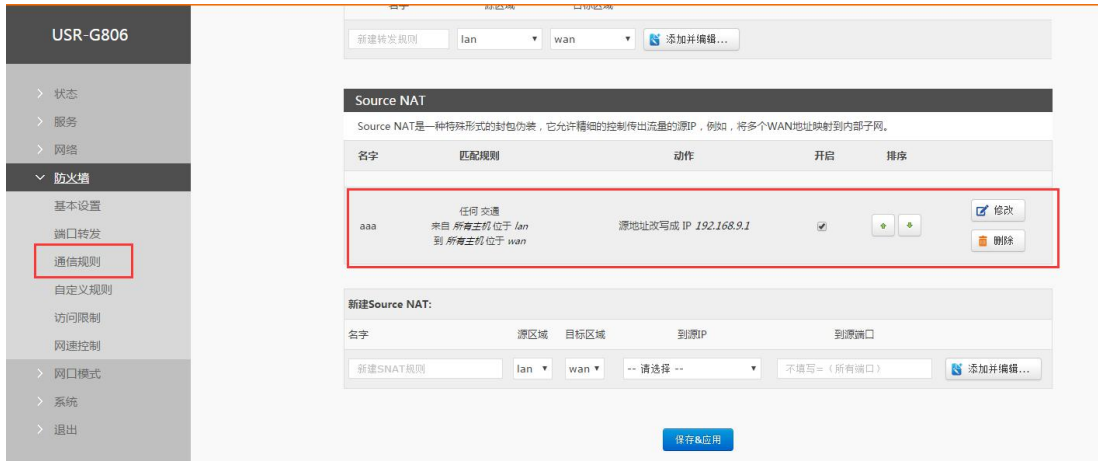 USR-G806
状态
服务
网络
防火墙
基本设置
端口转发
通信规则
自定义规则
访问限制
网速控制
网口模式
系统
退出
名字 源区域 目标区域
新建转发规则 lan wan 添加并编辑...
Source NAT
Source NAT是一种特殊形式的封包伪装，它允许精细的控制传出流量的源IP，例如，将多个WAN地址映射到内部子网。
名字 匹配规则 动作 开启 排序
任何 交通
aaa 来自 所有主机 位于 lan 源地址改写成 IP 192.168.9.1
到 所有主机 位于 wan
修改
删除
新建Source NAT:
名字 源区域 目标区域 到源IP 到源端口
新建SNAT规则 lan wan -- 请选择 -- 不填写=（所有端口） 添加并编辑...
保存&应用